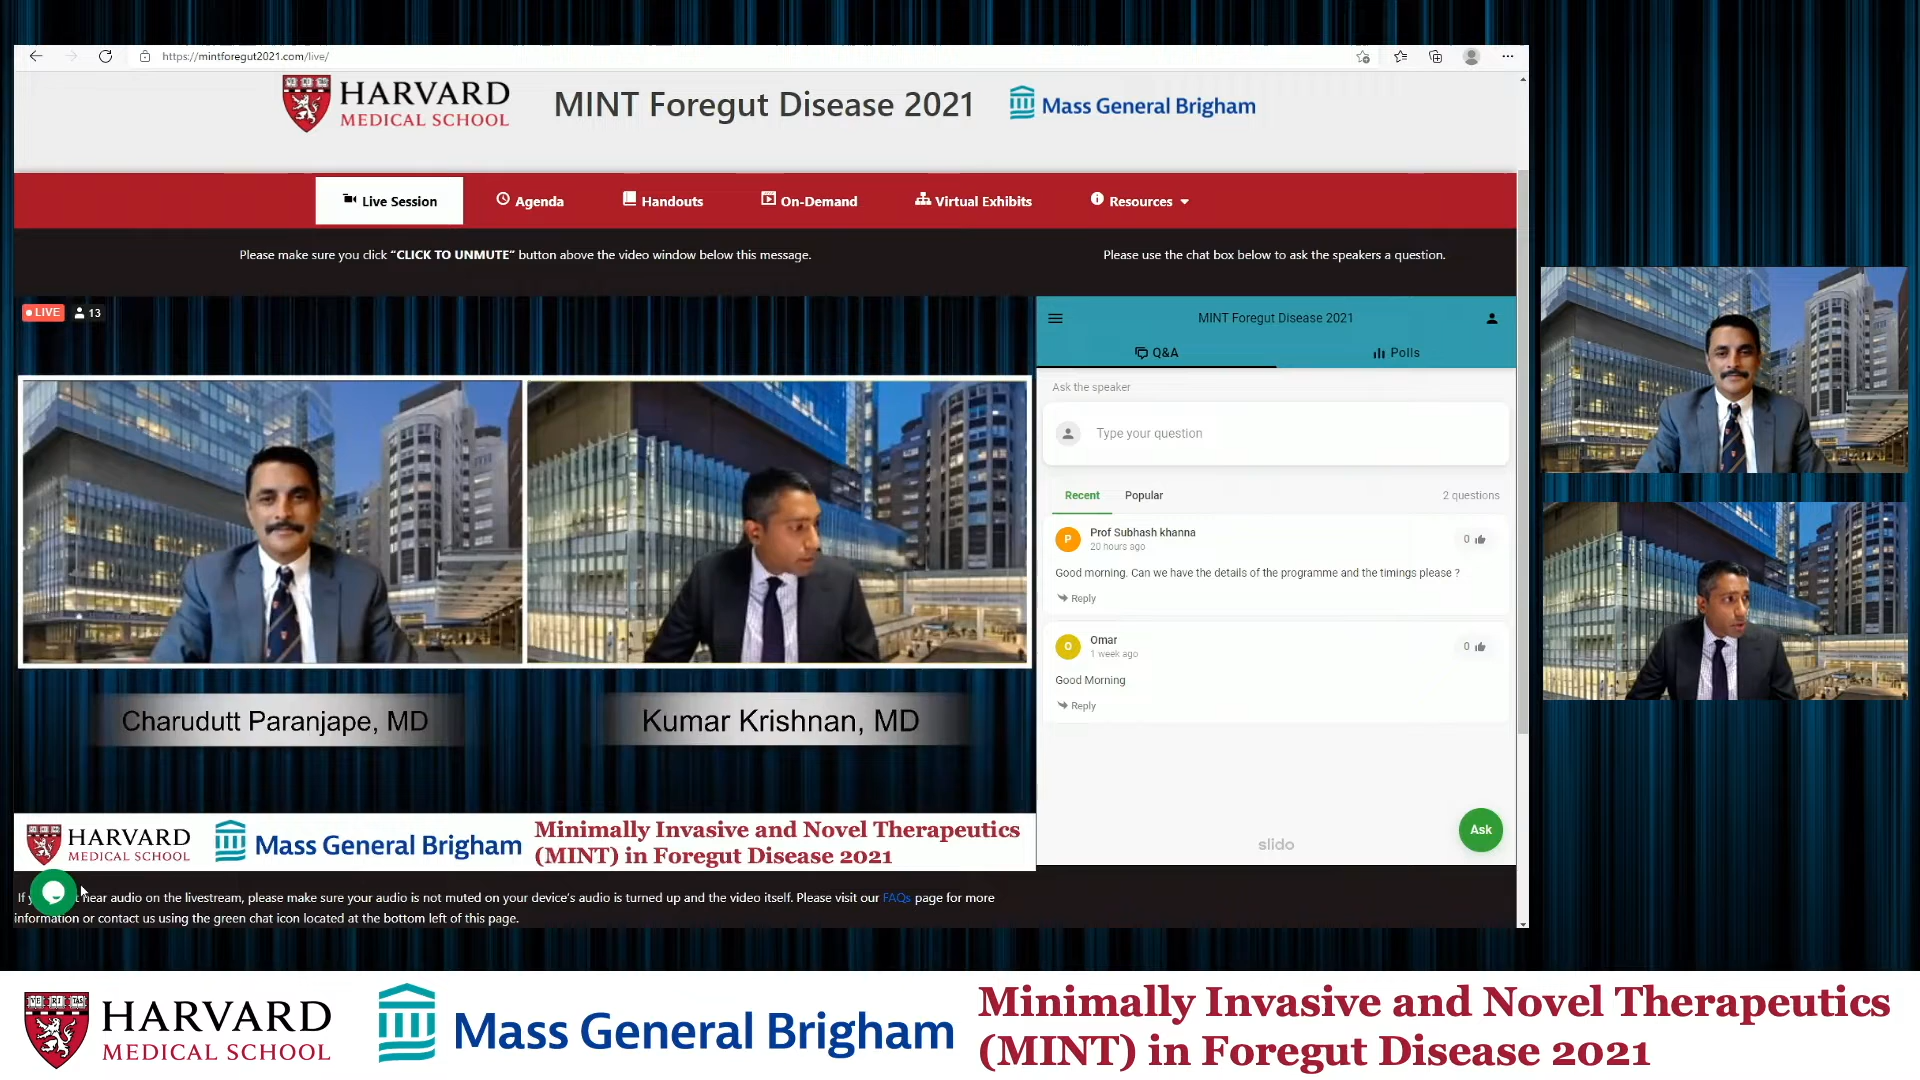 https://mintforegut2021.com/live/
HARVARD
MEDICAL SCHOOL
MINT Foregut Disease 2021
Mass General Brigham
Live Session
Agenda
Handouts
On-Demand
Virtual Exhibits
Resources
Please make sure you click "CLICK TO UNMUTE" button above the video window below this message.
Please use the chat box below to ask the speakers a question.
LIVE
13
MINT Foregut Disease 2021
Q&A
Polls
Ask the speaker
Type your question
Recent
Popular
2 questions
P
Prof Subhash khanna
20 hours ago
0
Good morning. Can we have the details of the programme and the timings please ?
Reply
O
Omar
1 week ago
0
Good Morning
Reply
Ask
slido
Charudutt Paranjape, MD
Kumar Krishnan, MD
HARVARD
MEDICAL SCHOOL
Mass General Brigham
Minimally Invasive and Novel Therapeutics
(MINT) in Foregut Disease 2021
If hear audio on the livestream, please make sure your audio is not muted on your device's audio is turned up and the video itself. Please visit our FAQs page for more
information or contact us using the green chat icon located at the bottom left of this page.
VE RI TAS
HARVARD
MEDICAL SCHOOL
Mass General Brigham
Minimally Invasive and Novel Therapeutics
(MINT) in Foregut Disease 2021